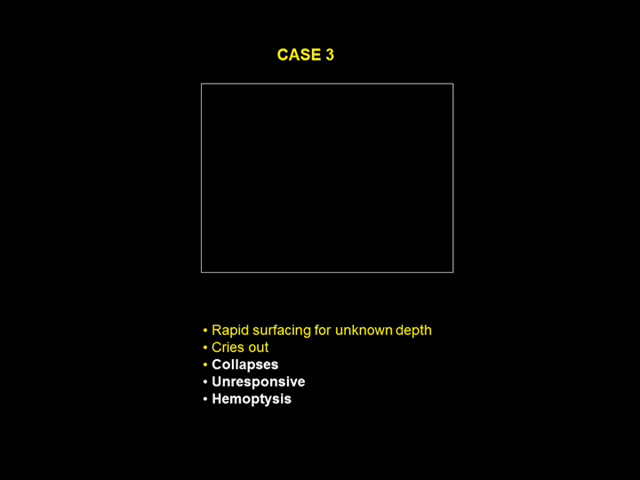 CASE 3
• Rapid surfacing for unknown depth
• Cries out
• Collapses
• Unresponsive
• Hemoptysis